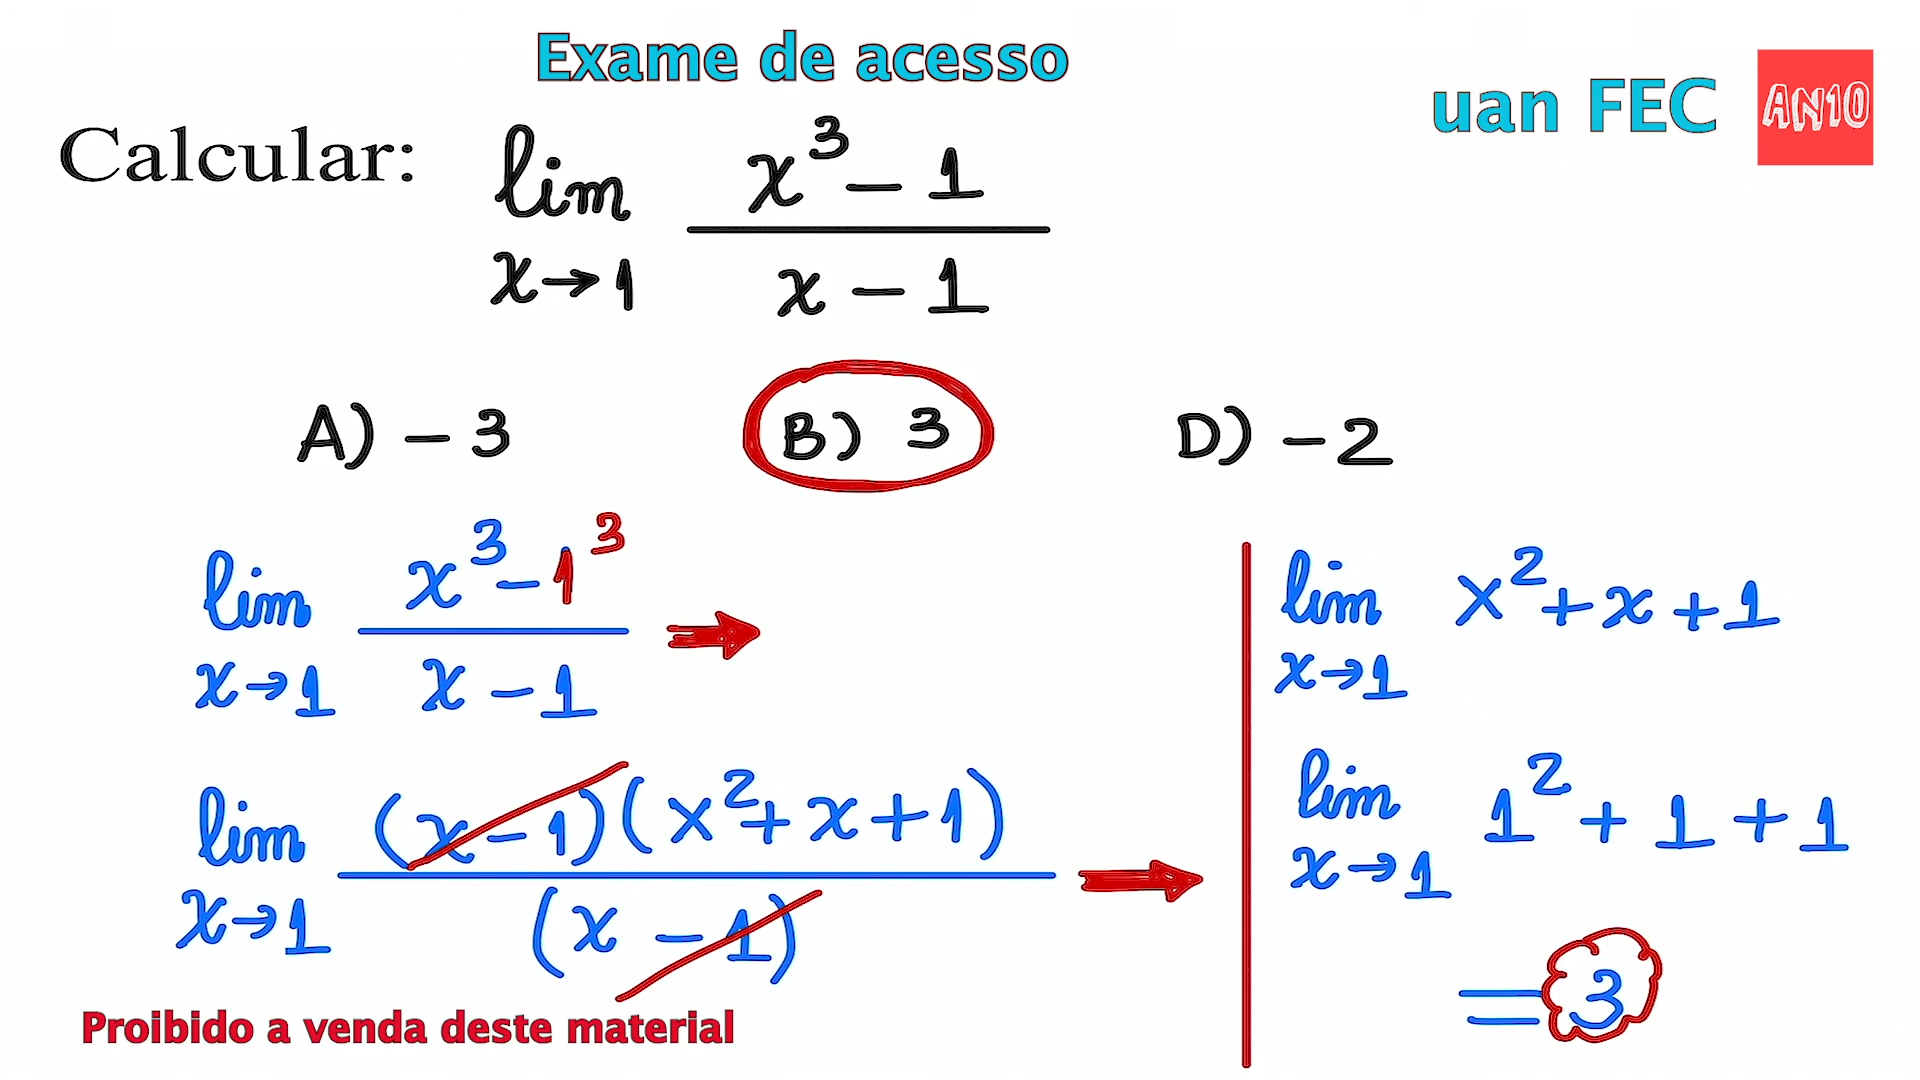 Exame de acesso
uan FEC AN10
Calcular: lim x→1 (x³ – 1)/(x – 1)
A) – 3 B) 3 D) – 2
lim x→1 (x³ – 1³)/(x – 1)
lim x→1 (x – 1)(x² + x + 1)/(x – 1)
lim x→1 x² + x + 1
lim x→1 1² + 1 + 1
= 3
Proibido a venda deste material